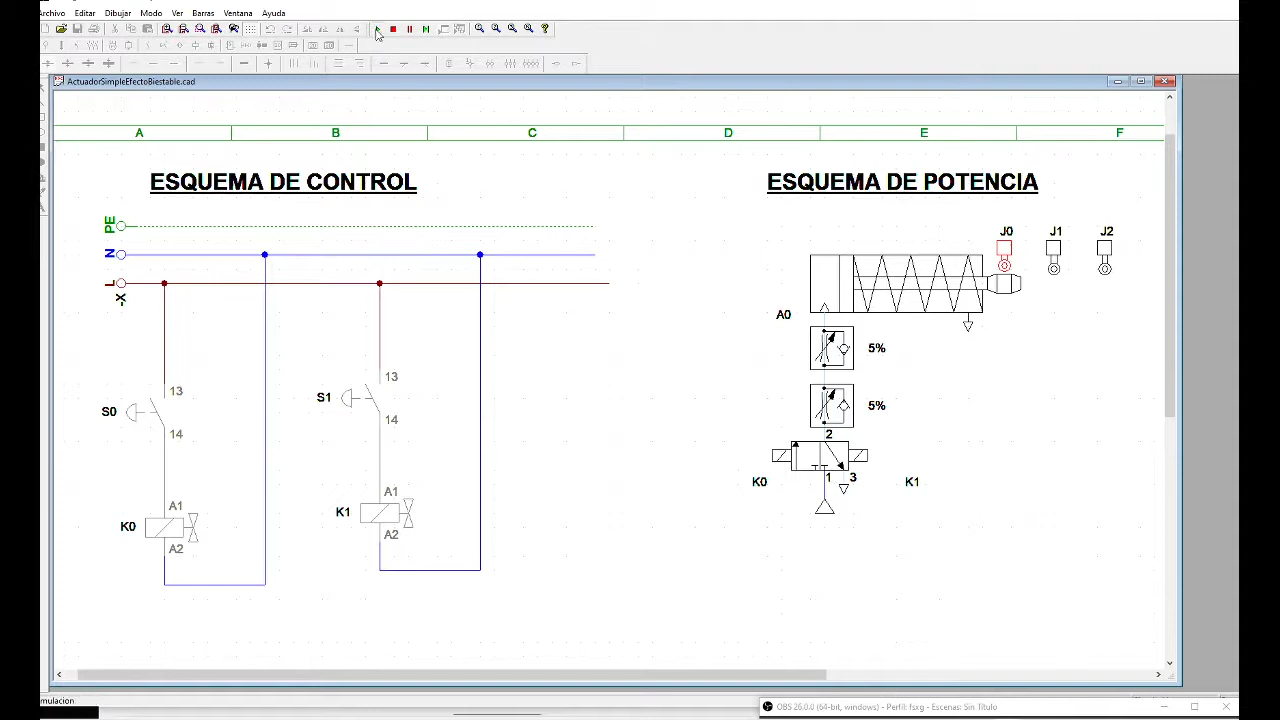 Archivo Editar Dibujar Modo Ver Barras Ventana Ayuda
ActuadorSimpleEfectoBiestable.cad
A B C D E F
ESQUEMA DE CONTROL
ESQUEMA DE POTENCIA
PE
N
L
-X
J0 J1 J2
A0
5%
5%
13
14
S0
13
14
S1
A1
A2
K0
A1
A2
K1
2
1 3
K0 K1
mulacion:
OBS 26.0.0 (64-bit, windows) - Perfil: fsxg - Escenas: Sin Título